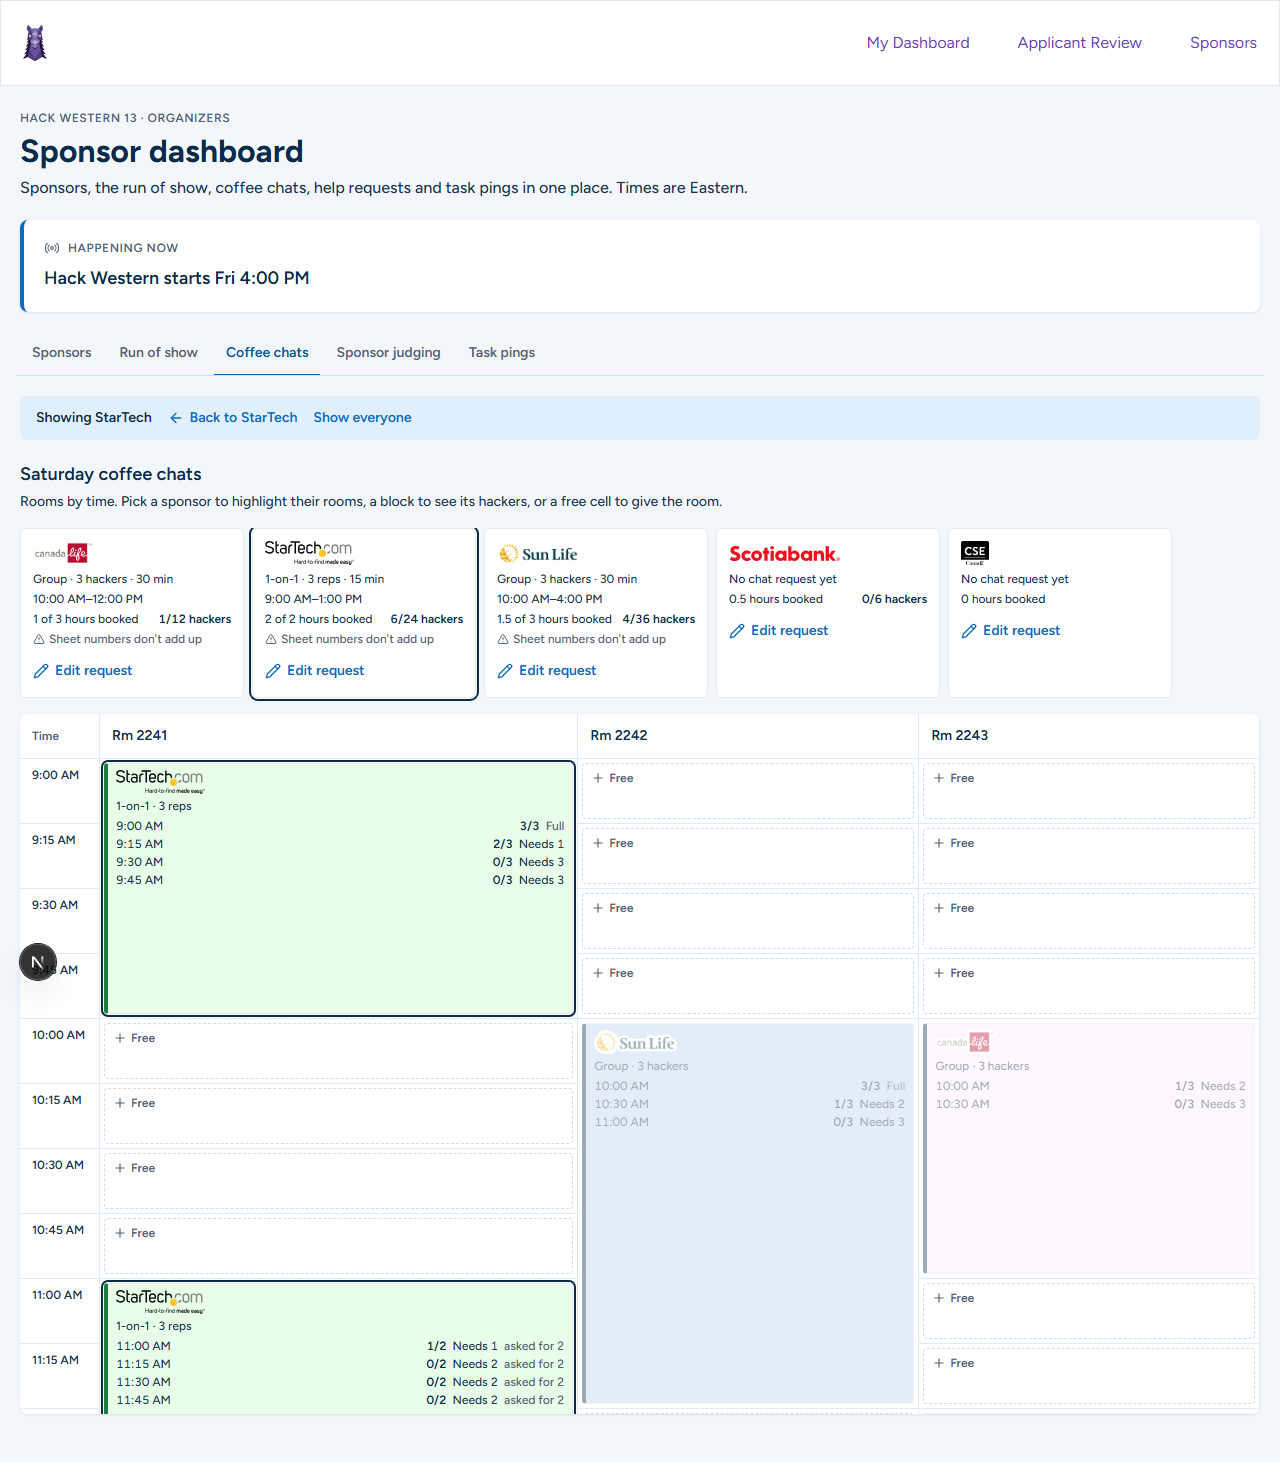 My Dashboard
Applicant Review
Sponsors
HACK WESTERN 13 · ORGANIZERS
Sponsor dashboard
Sponsors, the run of show, coffee chats, help requests and task pings in one place. Times are Eastern.
HAPPENING NOW
Hack Western starts Fri 4:00 PM
Sponsors
Run of show
Coffee chats
Sponsor judging
Task pings
Showing StarTech
Back to StarTech
Show everyone
Saturday coffee chats
Rooms by time. Pick a sponsor to highlight their rooms, a block to see its hackers, or a free cell to give the room.
canada life
Group · 3 hackers · 30 min
10:00 AM–12:00 PM
1 of 3 hours booked 1/12 hackers
Sheet numbers don't add up
Edit request
StarTech.com
Hard-to-find made easy®
1-on-1 · 3 reps · 15 min
9:00 AM–1:00 PM
2 of 2 hours booked 6/24 hackers
Sheet numbers don't add up
Edit request
Sun Life
Group · 3 hackers · 30 min
10:00 AM–4:00 PM
1.5 of 3 hours booked 4/36 hackers
Sheet numbers don't add up
Edit request
Scotiabank®
No chat request yet
0.5 hours booked 0/6 hackers
Edit request
CSE
Canada
No chat request yet
0 hours booked
Edit request
Time
Rm 2241
Rm 2242
Rm 2243
9:00 AM
StarTech.com
Hard-to-find made easy®
1-on-1 · 3 reps
9:00 AM 3/3 Full
9:15 AM 2/3 Needs 1
9:30 AM 0/3 Needs 3
9:45 AM 0/3 Needs 3
+ Free
+ Free
9:15 AM
+ Free
+ Free
9:30 AM
+ Free
+ Free
N
AM
+ Free
+ Free
10:00 AM
+ Free
Sun Life
Group · 3 hackers
10:00 AM 3/3 Full
10:30 AM 1/3 Needs 2
11:00 AM 0/3 Needs 3
canada life
Group · 3 hackers
10:00 AM 1/3 Needs 2
10:30 AM 0/3 Needs 3
10:15 AM
+ Free
10:30 AM
+ Free
10:45 AM
+ Free
11:00 AM
StarTech.com
Hard-to-find made easy®
1-on-1 · 3 reps
11:00 AM 1/2 Needs 1 asked for 2
11:15 AM 0/2 Needs 2 asked for 2
11:30 AM 0/2 Needs 2 asked for 2
11:45 AM 0/2 Needs 2 asked for 2
+ Free
11:15 AM
+ Free